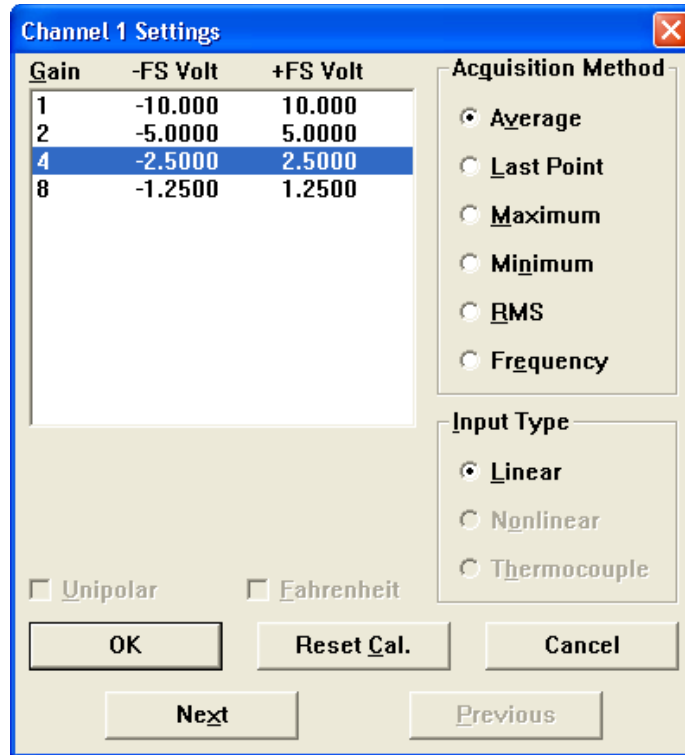 Channel 1 Settings
Gain -FS Volt +FS Volt
1 -10.000 10.000
2 -5.0000 5.0000
4 -2.5000 2.5000
8 -1.2500 1.2500
Acquisition Method
Average
Last Point
Maximum
Minimum
RMS
Frequency
Input Type
Linear
Nonlinear
Thermocouple
Unipolar Fahrenheit
OK Reset Cal. Cancel
Next Previous